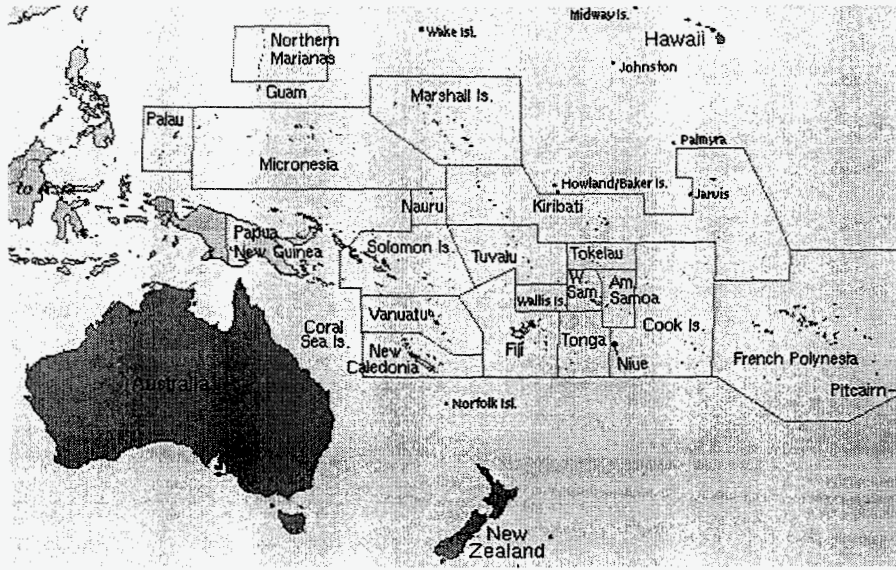 Midway Is.
Hawaii
Wake Isl.
Northern
Marianas
Johnston
Guam
Marshall Is.
Palau
Palmyra
Micronesia
to Asia
Howland/Baker Is.
Jarvis
Nauru
Kiribati
Papua
New Guinea
Solomon Is.
Tuvalu
Tokelau
W.
Sam.
Am.
Samoa
Wallis Is.
Vanuatu
Coral
Sea Is.
Fiji
Tonga
Cook Is.
New
Caledonia
Niue
French Polynesia
Australia
Pitcairn
Norfolk Isl.
New
Zealand